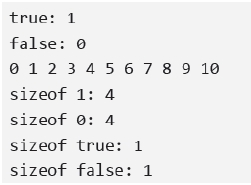 true: 1
false: 0
0 1 2 3 4 5 6 7 8 9 10
sizeof 1: 4
sizeof 0: 4
sizeof true: 1
sizeof false: 1